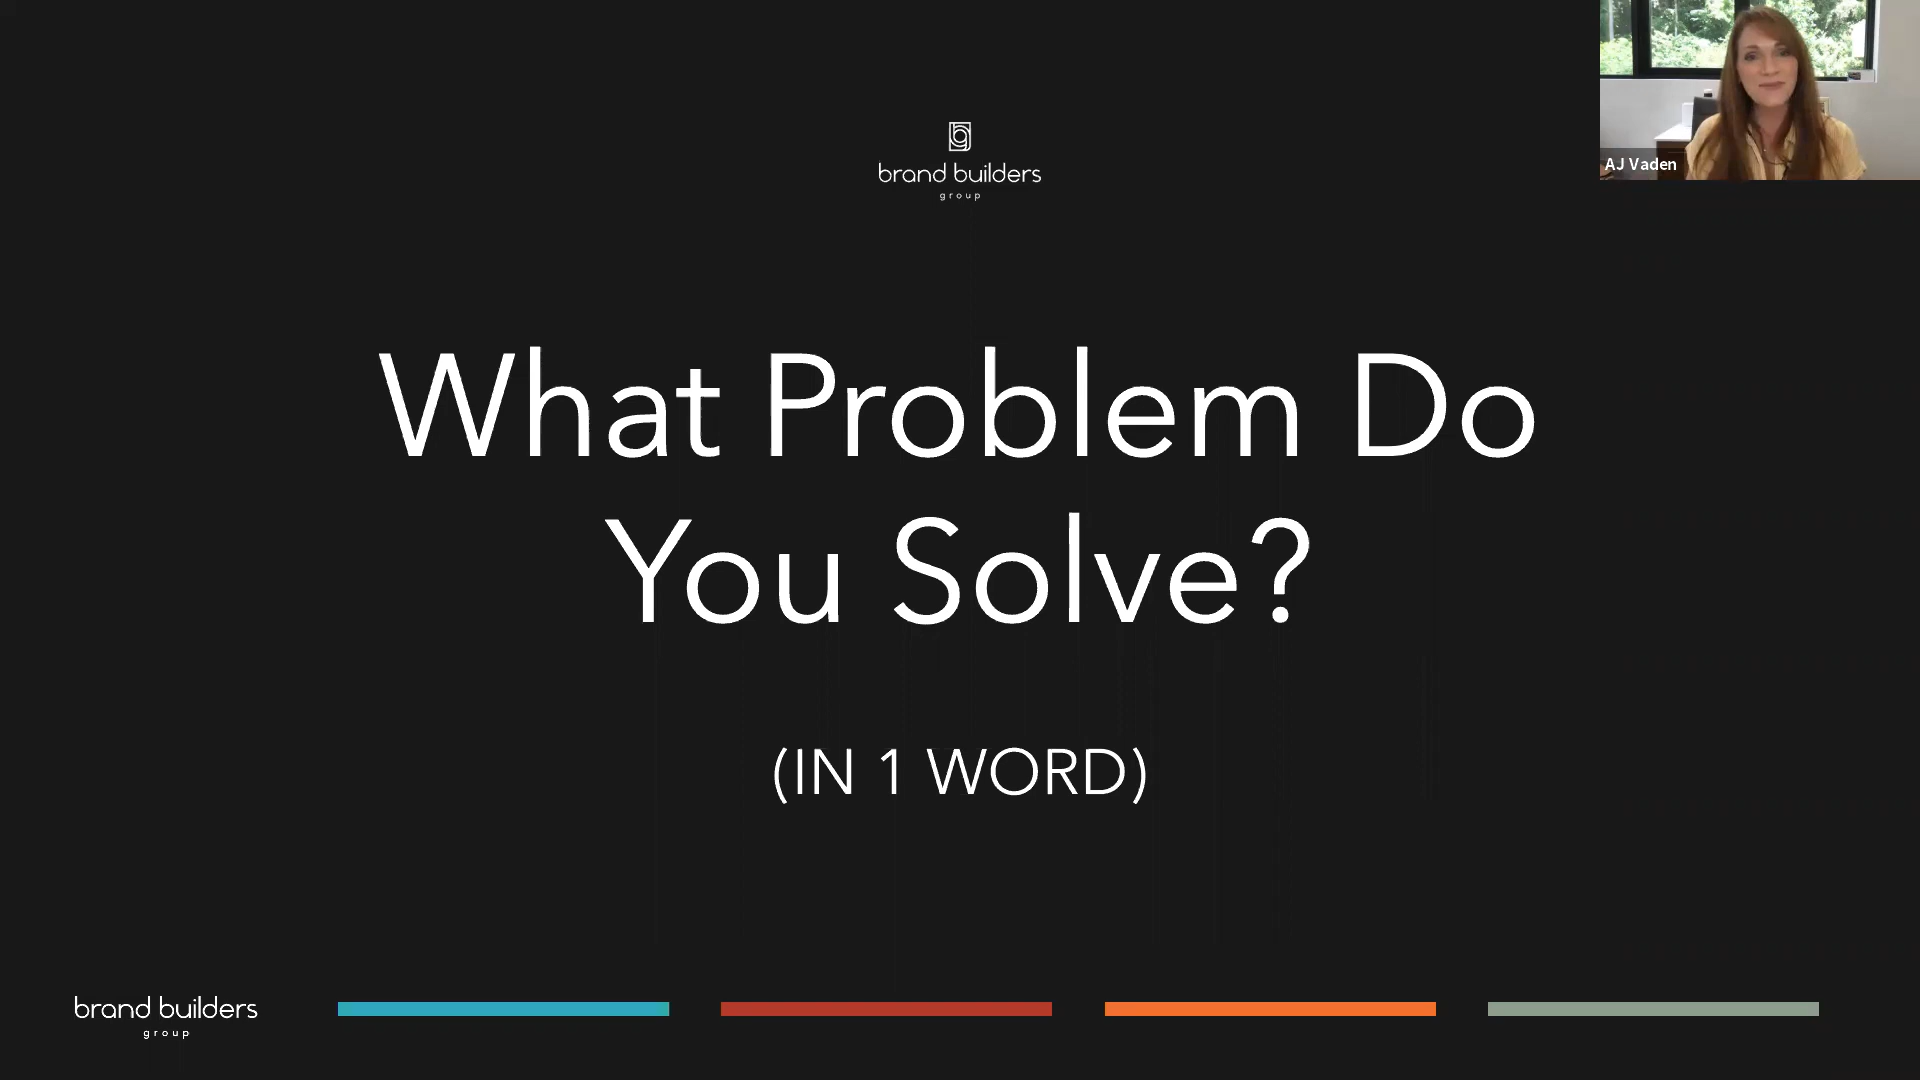 AJ Vaden
brand builders
group
What Problem Do
You Solve?
(IN 1 WORD)
brand builders
group